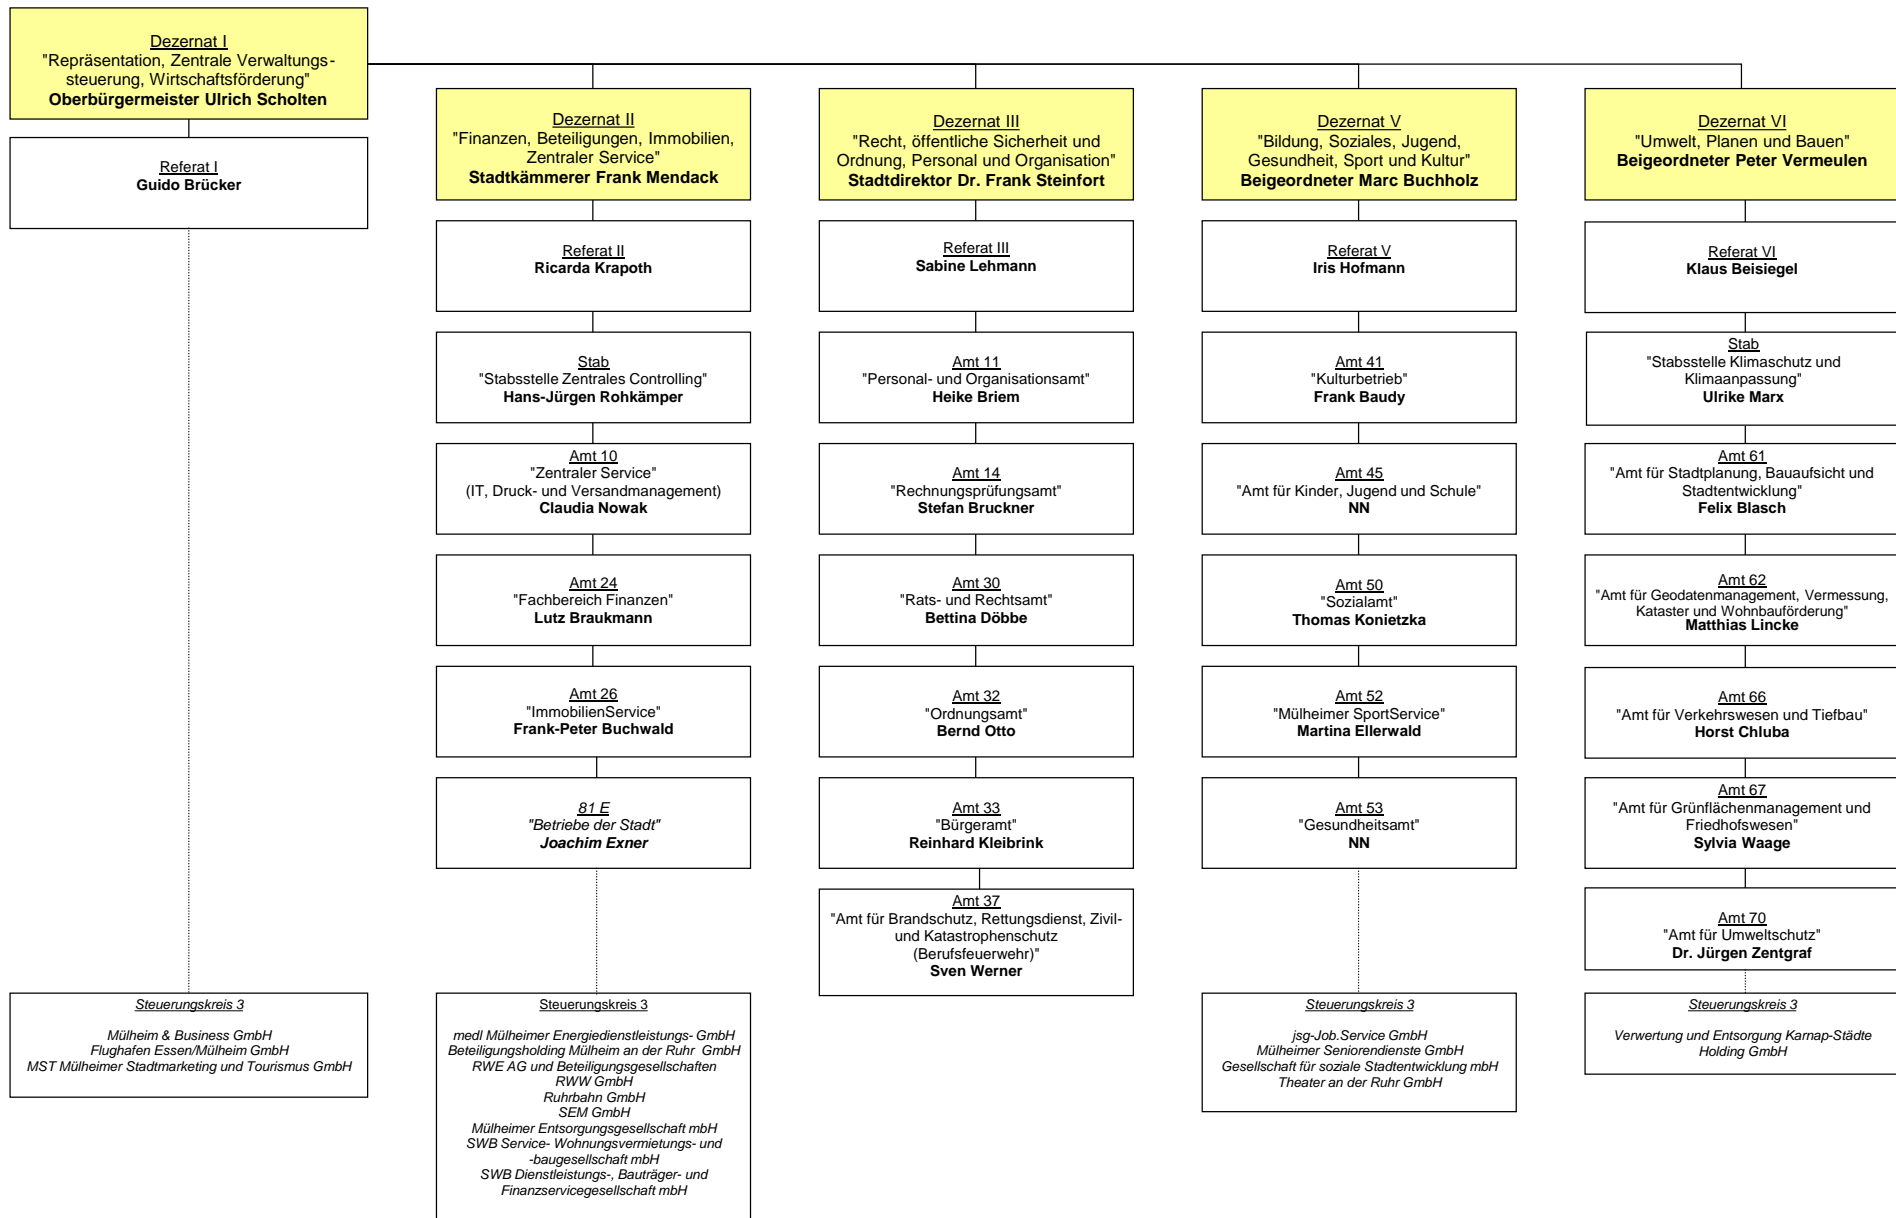 Dezernat I
"Repräsentation, Zentrale Verwaltungs-
steuerung, Wirtschaftsförderung"
Oberbürgermeister Ulrich Scholten
Referat I
Guido Brücker
Steuerungskreis 3
Mülheim & Business GmbH
Flughafen Essen/Mülheim GmbH
MST Mülheimer Stadtmarketing und Tourismus GmbH
Dezernat II
"Finanzen, Beteiligungen, Immobilien,
Zentraler Service"
Stadtkämmerer Frank Mendack
Referat II
Ricarda Krapoth
Stab
"Stabsstelle Zentrales Controlling"
Hans-Jürgen Rohkämper
Amt 10
"Zentraler Service"
(IT, Druck- und Versandmanagement)
Claudia Nowak
Amt 24
"Fachbereich Finanzen"
Lutz Braukmann
Amt 26
"ImmobilienService"
Frank-Peter Buchwald
81 E
"Betriebe der Stadt"
Joachim Exner
Steuerungskreis 3
medl Mülheimer Energiedienstleistungs- GmbH
Beteiligungsholding Mülheim an der Ruhr GmbH
RWE AG und Beteiligungsgesellschaften
RWW GmbH
Ruhrbahn GmbH
SEM GmbH
Mülheimer Entsorgungsgesellschaft mbH
SWB Service- Wohnungsvermietungs- und
-baugesellschaft mbH
SWB Dienstleistungs-, Bauträger- und
Finanzservicegesellschaft mbH
Dezernat III
"Recht, öffentliche Sicherheit und
Ordnung, Personal und Organisation"
Stadtdirektor Dr. Frank Steinfort
Referat III
Sabine Lehmann
Amt 11
"Personal- und Organisationsamt"
Heike Briem
Amt 14
"Rechnungsprüfungsamt"
Stefan Bruckner
Amt 30
"Rats- und Rechtsamt"
Bettina Döbbe
Amt 32
"Ordnungsamt"
Bernd Otto
Amt 33
"Bürgeramt"
Reinhard Kleibrink
Amt 37
"Amt für Brandschutz, Rettungsdienst, Zivil-
und Katastrophenschutz
(Berufsfeuerwehr)"
Sven Werner
Dezernat V
"Bildung, Soziales, Jugend,
Gesundheit, Sport und Kultur"
Beigeordneter Marc Buchholz
Referat V
Iris Hofmann
Amt 41
"Kulturbetrieb"
Frank Baudy
Amt 45
"Amt für Kinder, Jugend und Schule"
NN
Amt 50
"Sozialamt"
Thomas Konietzka
Amt 52
"Mülheimer SportService"
Martina Ellerwald
Amt 53
"Gesundheitsamt"
NN
Steuerungskreis 3
jsg-Job.Service GmbH
Mülheimer Seniorendienste GmbH
Gesellschaft für soziale Stadtentwicklung mbH
Theater an der Ruhr GmbH
Dezernat VI
"Umwelt, Planen und Bauen"
Beigeordneter Peter Vermeulen
Referat VI
Klaus Beisiegel
Stab
"Stabsstelle Klimaschutz und
Klimaanpassung"
Ulrike Marx
Amt 61
"Amt für Stadtplanung, Bauaufsicht und
Stadtentwicklung"
Felix Blasch
Amt 62
"Amt für Geodatenmanagement, Vermessung,
Kataster und Wohnbauförderung"
Matthias Lincke
Amt 66
"Amt für Verkehrswesen und Tiefbau"
Horst Chluba
Amt 67
"Amt für Grünflächenmanagement und
Friedhofswesen"
Sylvia Waage
Amt 70
"Amt für Umweltschutz"
Dr. Jürgen Zentgraf
Steuerungskreis 3
Verwertung und Entsorgung Karnap-Städte
Holding GmbH